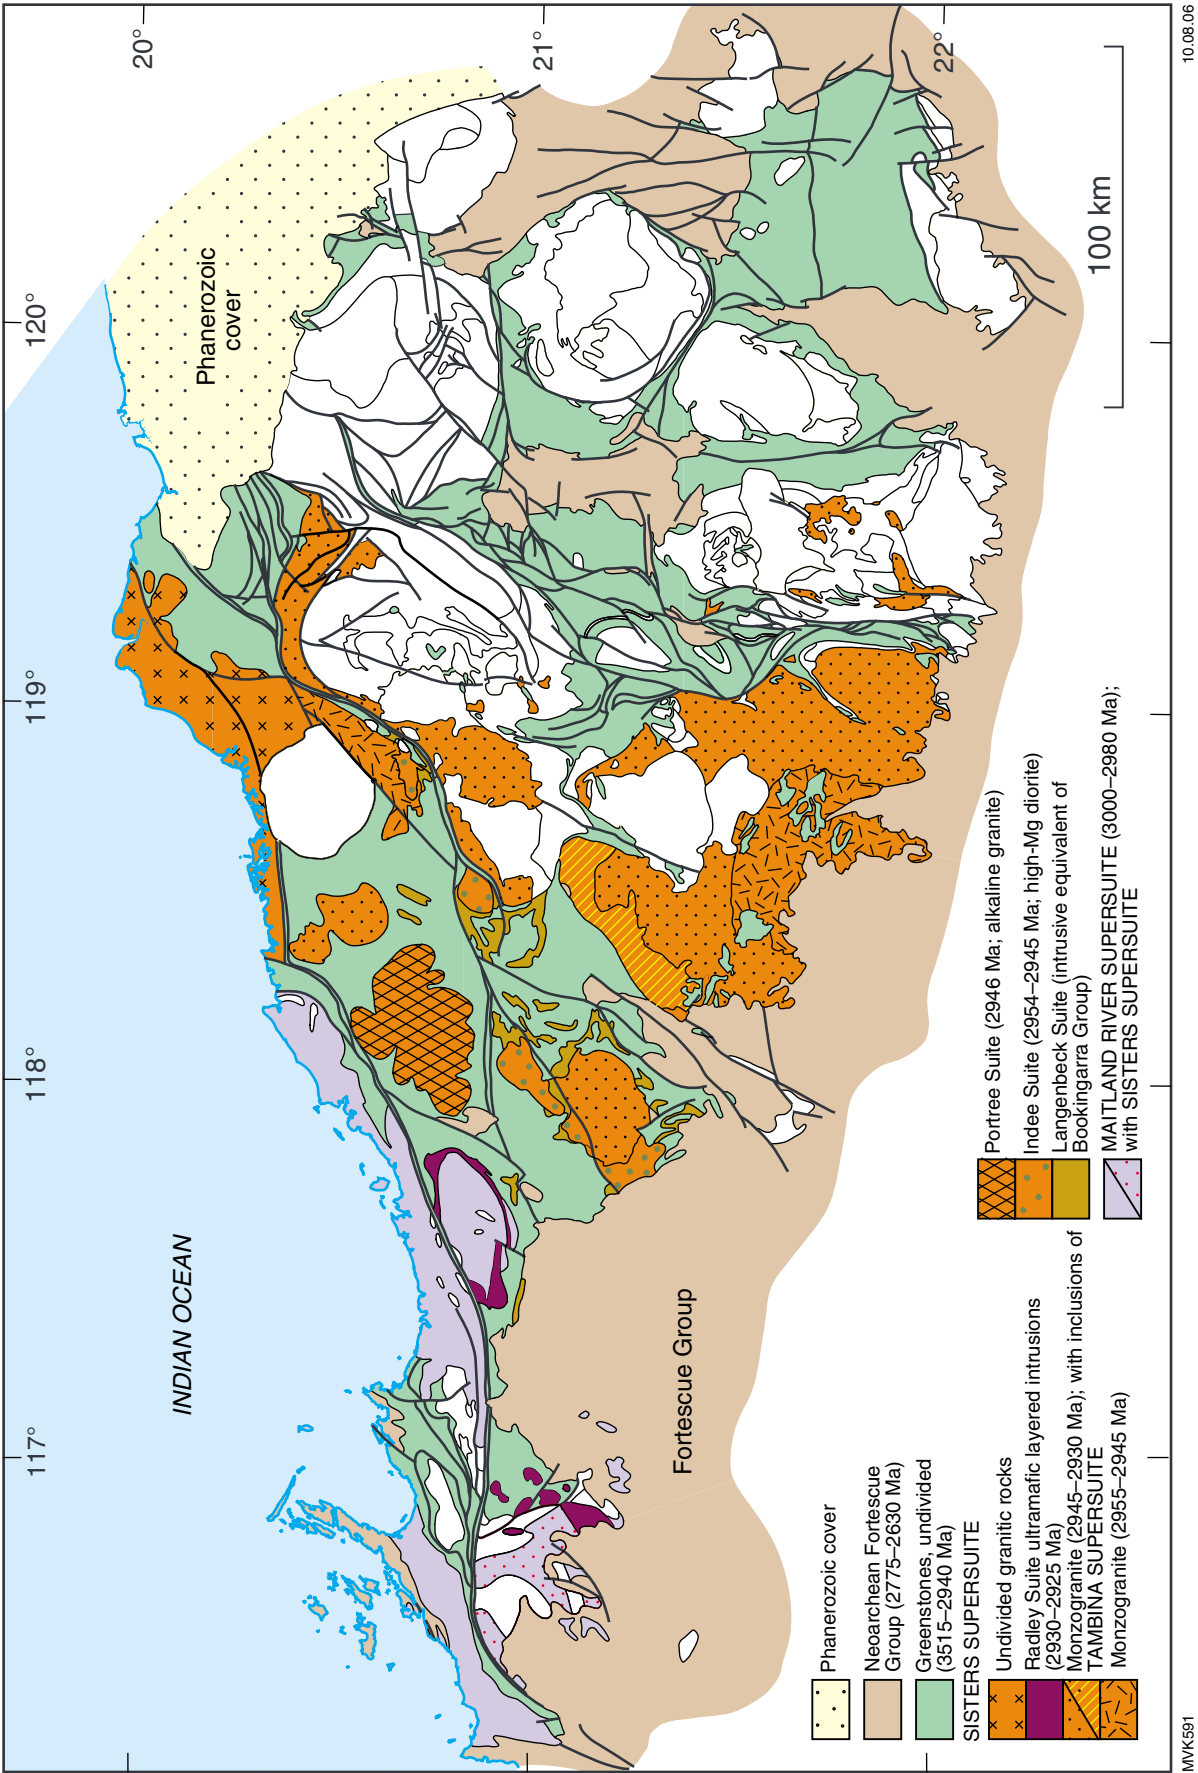 117°
118°
119°
120°
20°
21°
22°
INDIAN OCEAN
Phanerozoic
cover
Fortescue Group
100 km
Phanerozoic cover
Neoarchean Fortescue
Group (2775–2630 Ma)
Greenstones, undivided
(3515–2940 Ma)
SISTERS SUPERSUITE
Undivided granitic rocks
Radley Suite ultramafic layered intrusions
(2930–2925 Ma)
Monzogranite (2945–2930 Ma); with inclusions of
TAMBINA SUPERSUITE
Monzogranite (2955–2945 Ma)
Portree Suite (2946 Ma; alkaline granite)
Indee Suite (2954–2945 Ma; high-Mg diorite)
Langenbeck Suite (intrusive equivalent of
Bookingarra Group)
MAITLAND RIVER SUPERSUITE (3000–2980 Ma);
with SISTERS SUPERSUITE
MVK591
10.08.06